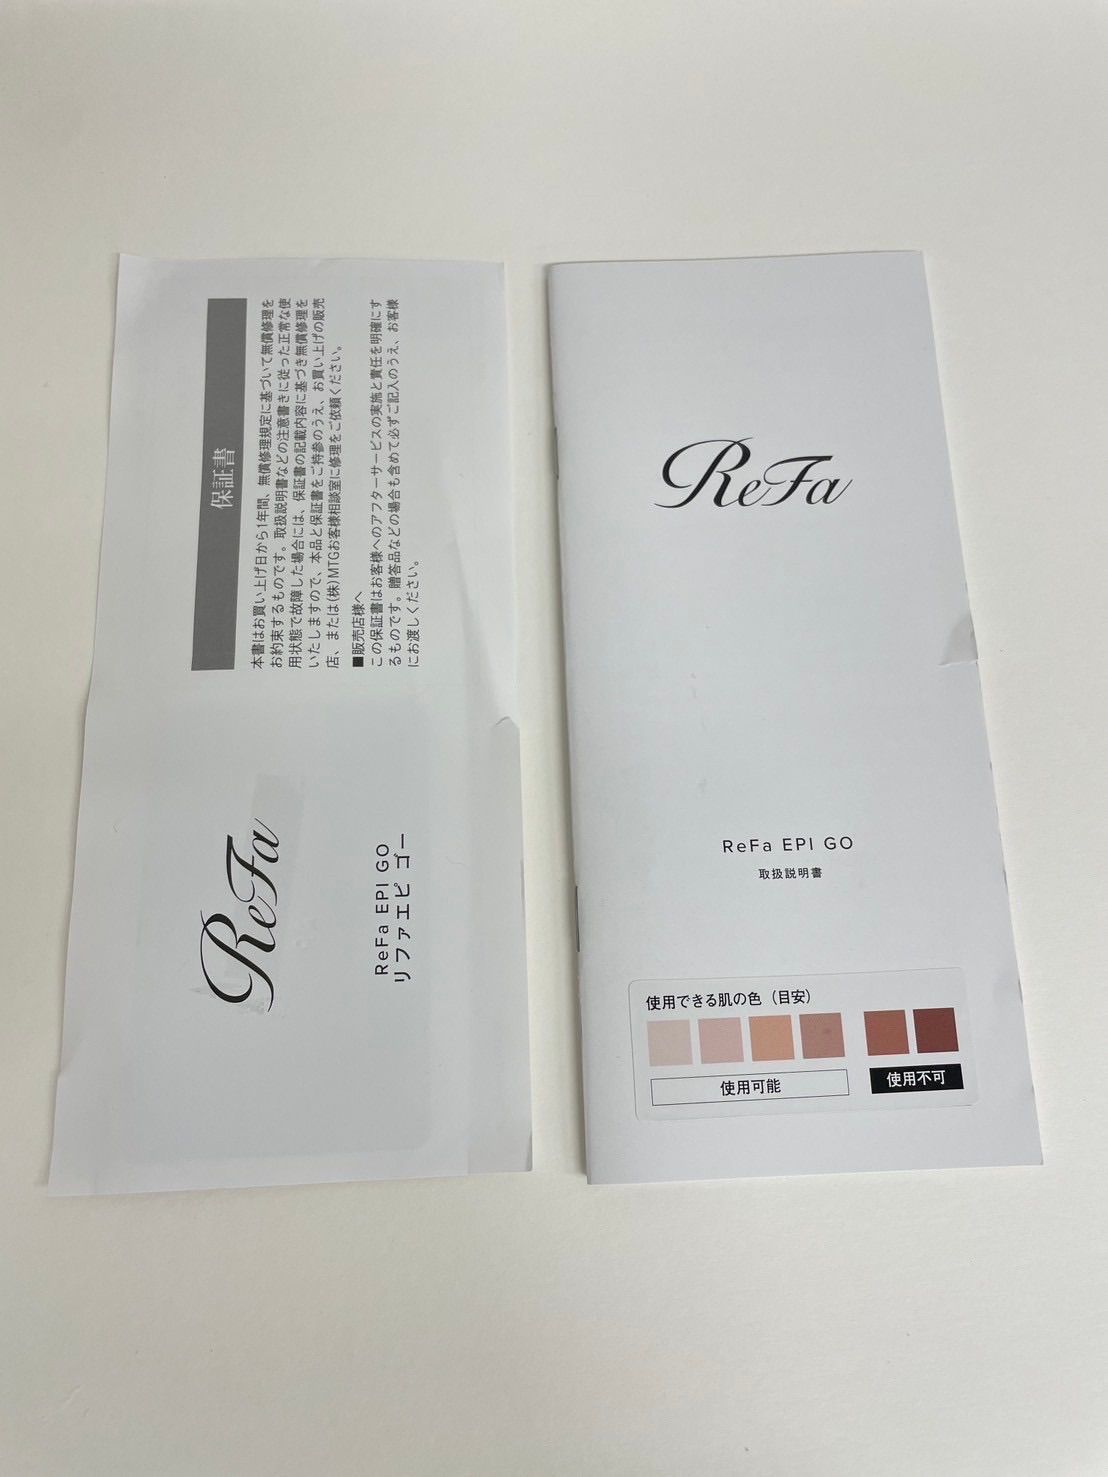 保証書
本書はお買い上げ日から1年間、無償修理規定に基づいて無償修理を
お約束するものです。取扱説明書などの注意書きに従った正常な使
用状態で故障した場合には、保証書の記載内容に基づき無償修理を
いたしますので、本品と保証書をご持参のうえ、お買い上げの販売
店、または(株)MTGお客様相談室に修理をご依頼ください。
■販売店様へ
この保証書はお客様へのアフターサービスの実施と責任を明確にす
るものです。贈答品などの場合も含めて必ずご記入のうえ、お客様
にお渡しください。
ReFa
ReFa EPI GO
リファエピ ゴー
ReFa
ReFa EPI GO
取扱説明書
使用できる肌の色（目安）
使用可能
使用不可